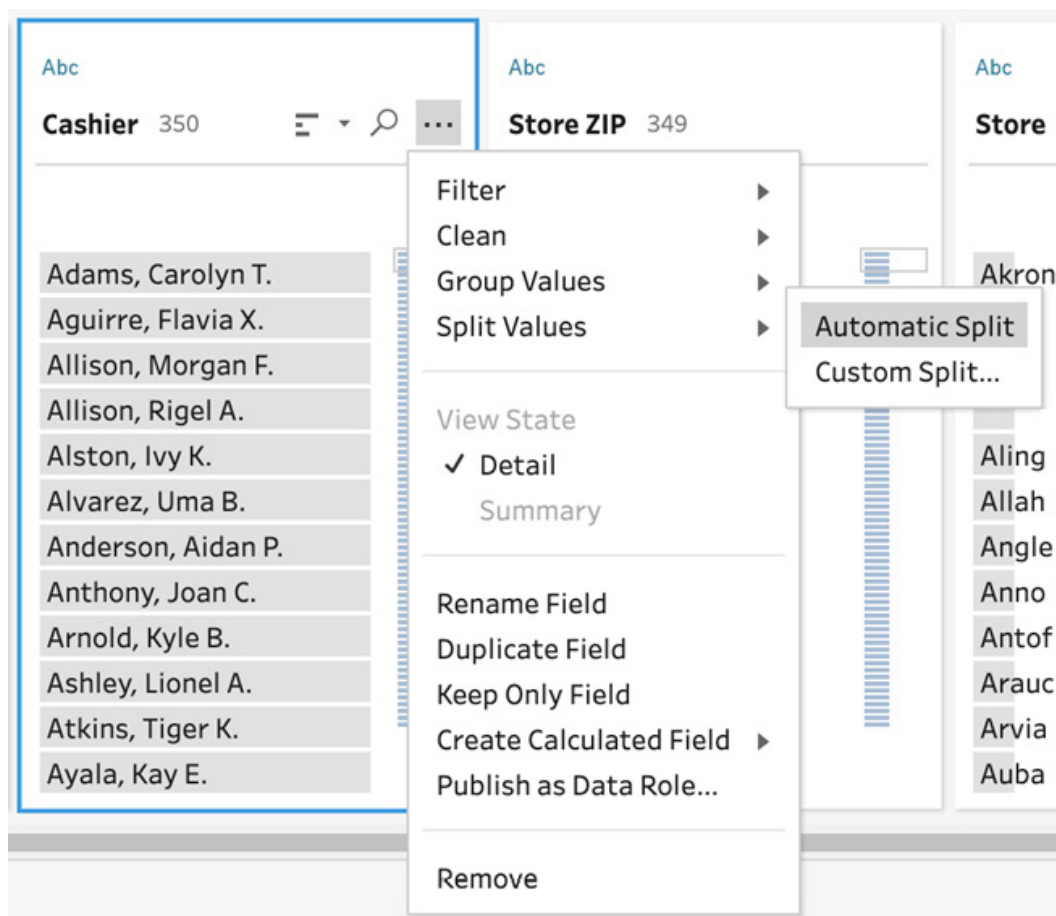 Abc
Cashier 350
Adams, Carolyn T.
Aguirre, Flavia X.
Allison, Morgan F.
Allison, Rigel A.
Alston, Ivy K.
Alvarez, Uma B.
Anderson, Aidan P.
Anthony, Joan C.
Arnold, Kyle B.
Ashley, Lionel A.
Atkins, Tiger K.
Ayala, Kay E.
Abc
Store ZIP 349
Filter
Clean
Group Values
Split Values
View State
Detail
Summary
Rename Field
Duplicate Field
Keep Only Field
Create Calculated Field
Publish as Data Role...
Remove
Automatic Split
Custom Split...
Abc
Store
Akron
Aling
Allah
Angle
Anno
Antof
Arauc
Arvia
Auba